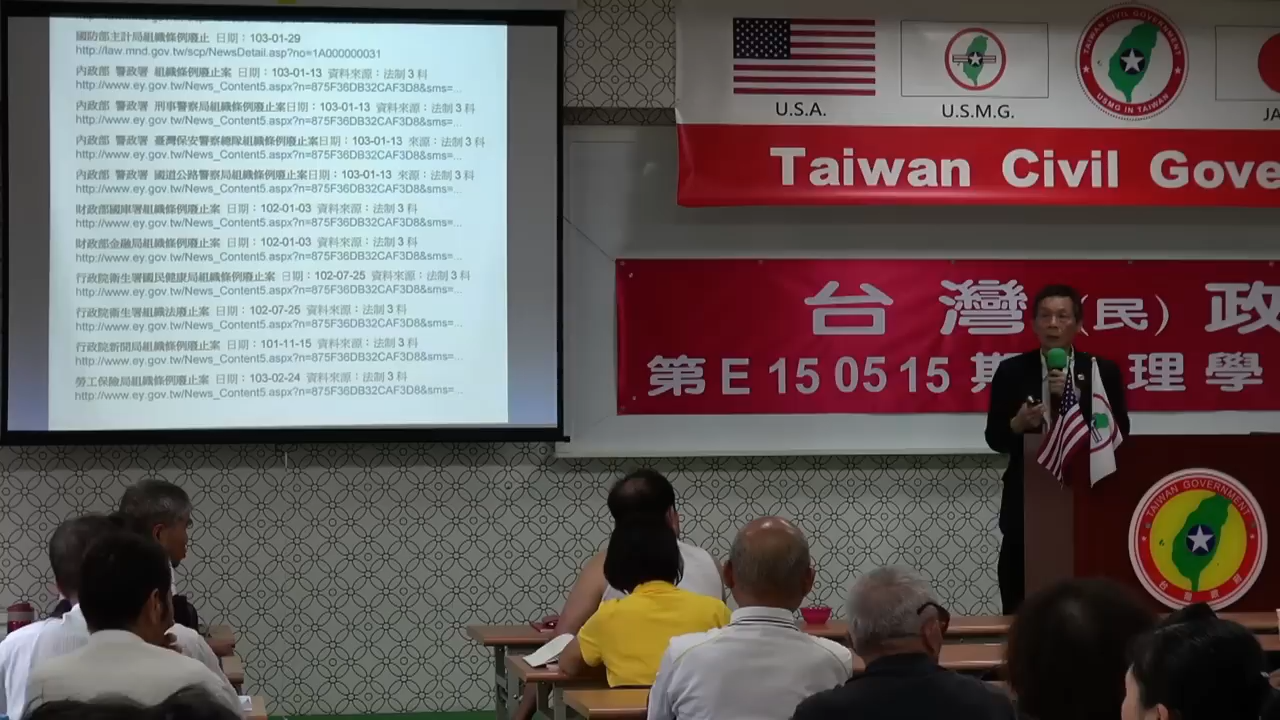 國防部主計局組織條例廢止 日期：103-01-29
http://law.mnd.gov.tw/scp/NewsDetail.asp?no=1A000000031
內政部 警政署 組織條例廢止案 日期：103-01-13 資料來源：法制３科
http://www.ey.gov.tw/News_Content5.aspx?n=875F36DB32CAF3D8&sms=...
內政部 警政署 刑事警察局組織條例廢止案日期：103-01-13 資料來源：法制３科
http://www.ey.gov.tw/News_Content5.aspx?n=875F36DB32CAF3D8&sms=...
內政部 警政署 臺灣保安警察總隊組織條例廢止案日期：103-01-13 來源：法制３科
http://www.ey.gov.tw/News_Content5.aspx?n=875F36DB32CAF3D8&sms=...
內政部 警政署 國道公路警察局組織條例廢止案日期：103-01-13 來源：法制３科
http://www.ey.gov.tw/News_Content5.aspx?n=875F36DB32CAF3D8&sms=...
財政部國庫署組織條例廢止案 日期：102-01-03 資料來源：法制３科
http://www.ey.gov.tw/News_Content5.aspx?n=875F36DB32CAF3D8&sms=...
財政部金融局組織條例廢止案 日期：102-01-03 資料來源：法制３科
http://www.ey.gov.tw/News_Content5.aspx?n=875F36DB32CAF3D8&sms=...
行政院衛生署國民健康局組織條例廢止案 日期：102-07-25 資料來源：法制３科
http://www.ey.gov.tw/News_Content5.aspx?n=875F36DB32CAF3D8&sms=...
行政院衛生署組織法廢止案 日期：102-07-25 資料來源：法制３科
http://www.ey.gov.tw/News_Content5.aspx?n=875F36DB32CAF3D8&sms=...
行政院新聞局組織條例廢止案 日期：101-11-15 資料來源：法制３科
http://www.ey.gov.tw/News_Content5.aspx?n=875F36DB32CAF3D8&sms=...
勞工保險局組織條例廢止案 日期：103-02-24 資料來源：法制３科
http://www.ey.gov.tw/News_Content5.aspx?n=875F36DB32CAF3D8&sms=...
U.S.A.
U.S.M.G.
TAIWAN CIVIL GOVERNMENT
USMG IN TAIWAN
JA
Taiwan Civil Gove
台灣(民)政
第E150515期 理學
TAIWAN GOVERNMENT
台灣政府